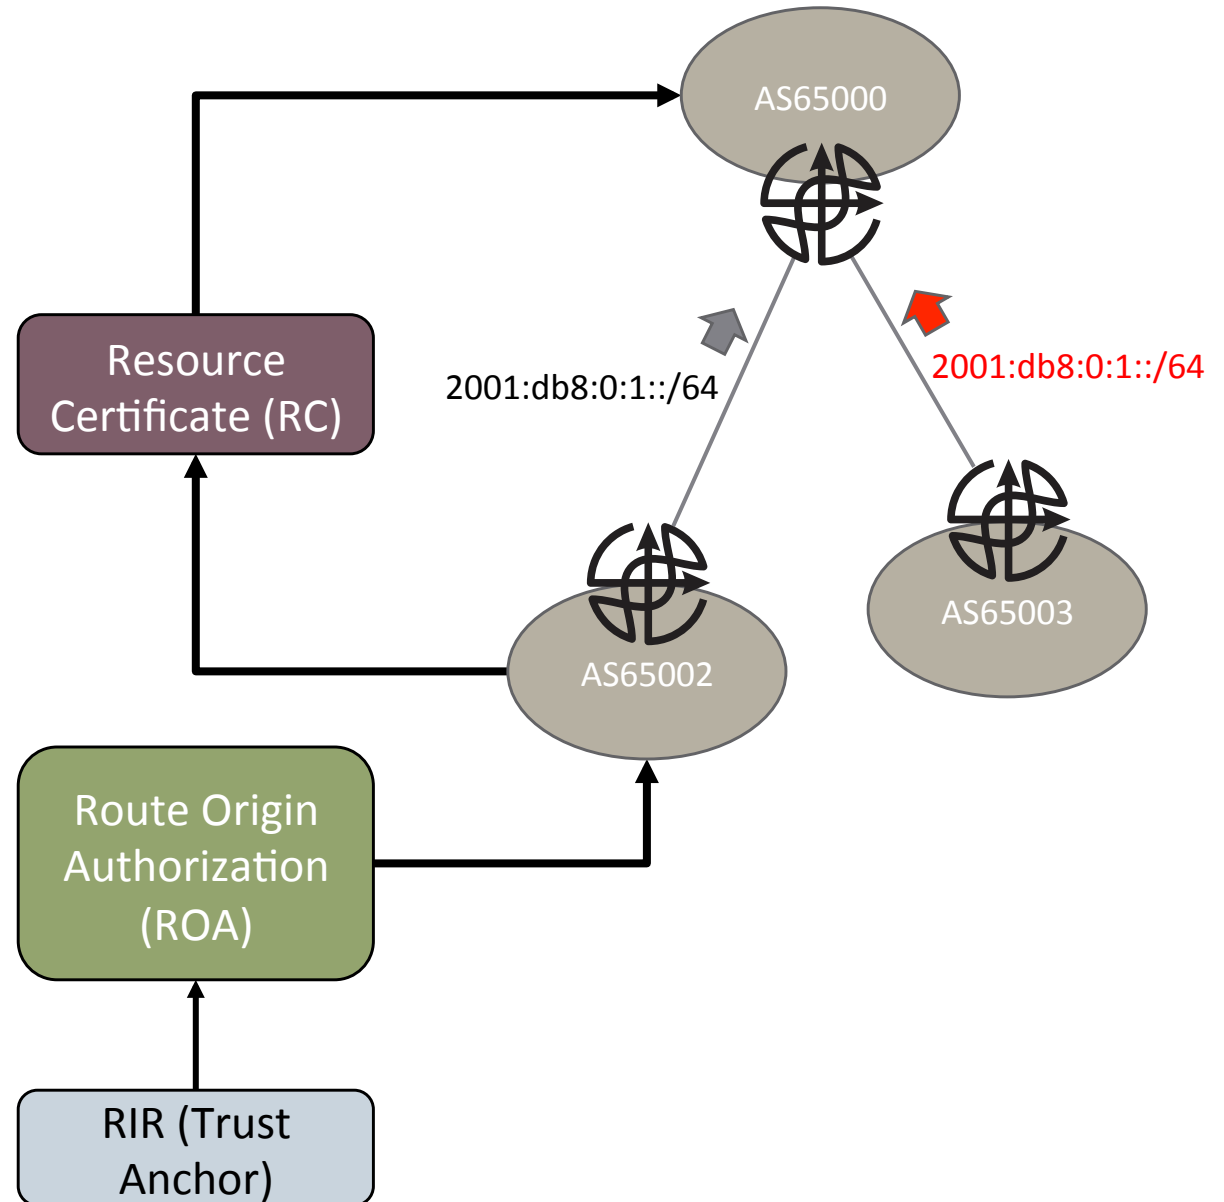 AS65000
Resource
Certificate (RC)
2001:db8:0:1::/64
2001:db8:0:1::/64
AS65003
AS65002
Route Origin
Authorization
(ROA)
RIR (Trust
Anchor)